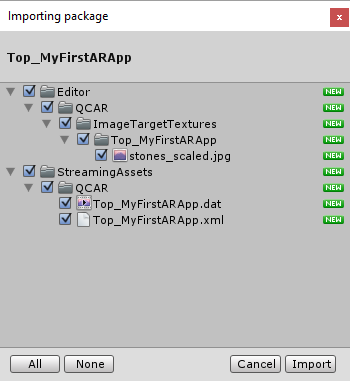 Importing package
x
Top_MyFirstARApp
Editor NEW
QCAR NEW
ImageTargetTextures NEW
Top_MyFirstARApp NEW
stones_scaled.jpg NEW
StreamingAssets NEW
QCAR NEW
Top_MyFirstARApp.dat NEW
Top_MyFirstARApp.xml NEW
All None Cancel Import